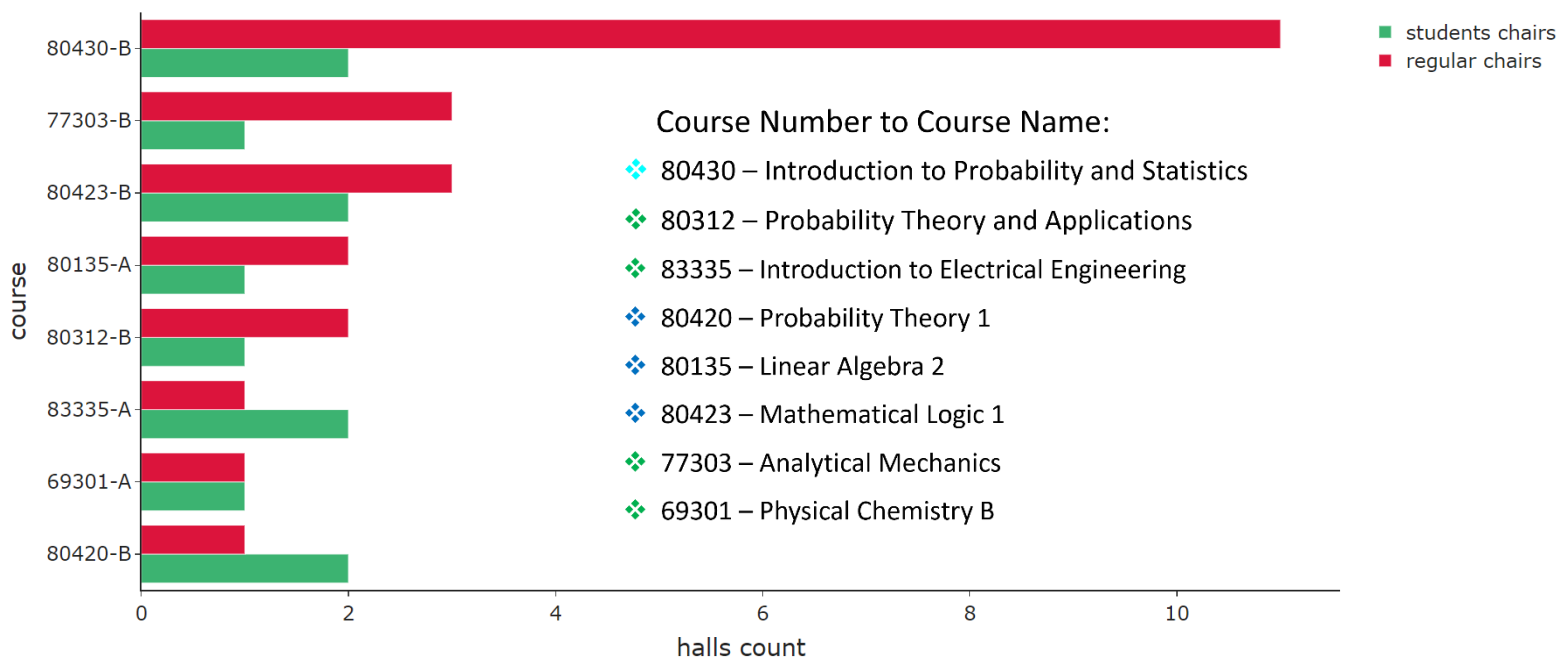 80430-B
77303-B
80423-B
80135-A
80312-B
83335-A
69301-A
80420-B
course
0 2 4 6 8 10
halls count
students chairs
regular chairs
Course Number to Course Name:
80430 – Introduction to Probability and Statistics
80312 – Probability Theory and Applications
83335 – Introduction to Electrical Engineering
80420 – Probability Theory 1
80135 – Linear Algebra 2
80423 – Mathematical Logic 1
77303 – Analytical Mechanics
69301 – Physical Chemistry B